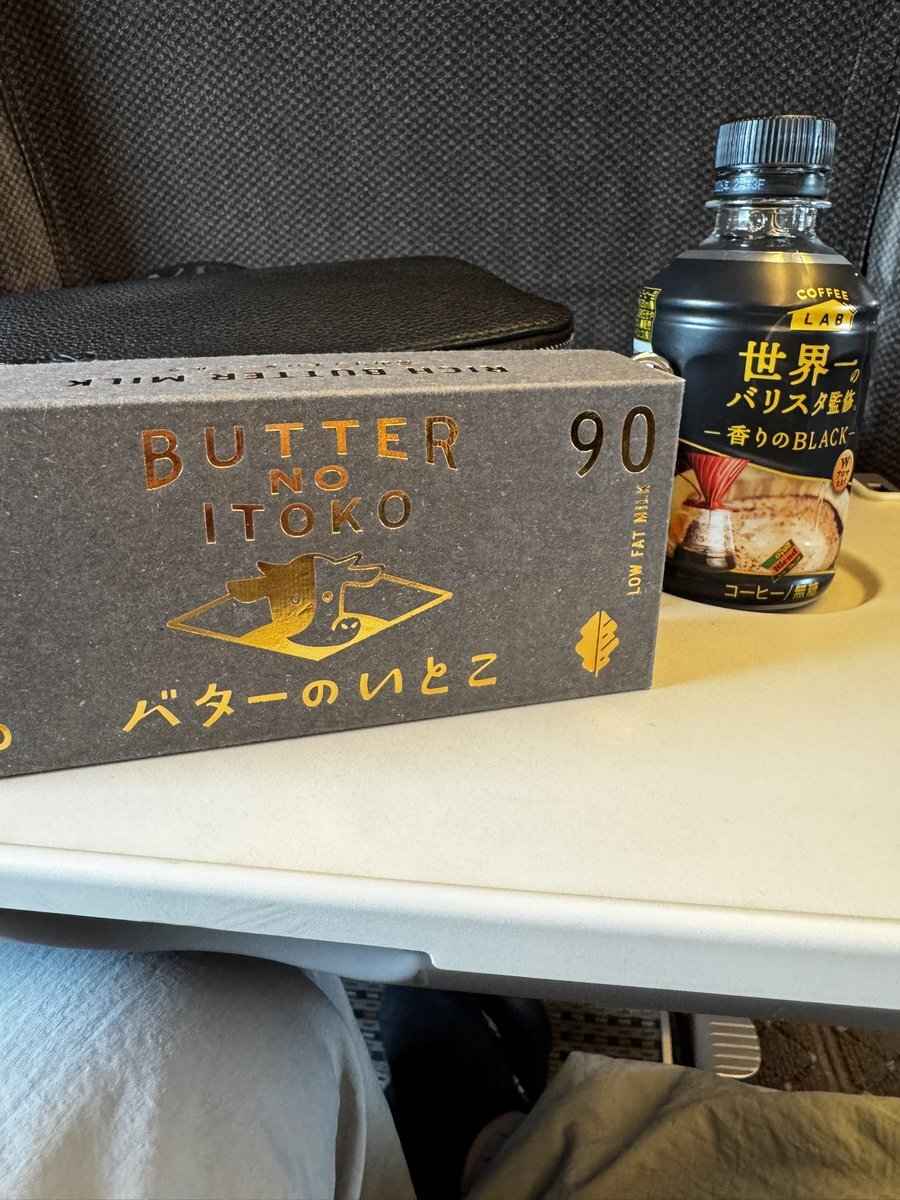 RICH BUTTER MILK
BUTTER
NO
ITOKO
90
LOW FAT MILK
バターのいとこ
COFFEE
LAB
世界一の
バリスタ監修
香りのBLACK
W
Blend
コーヒー/無糖